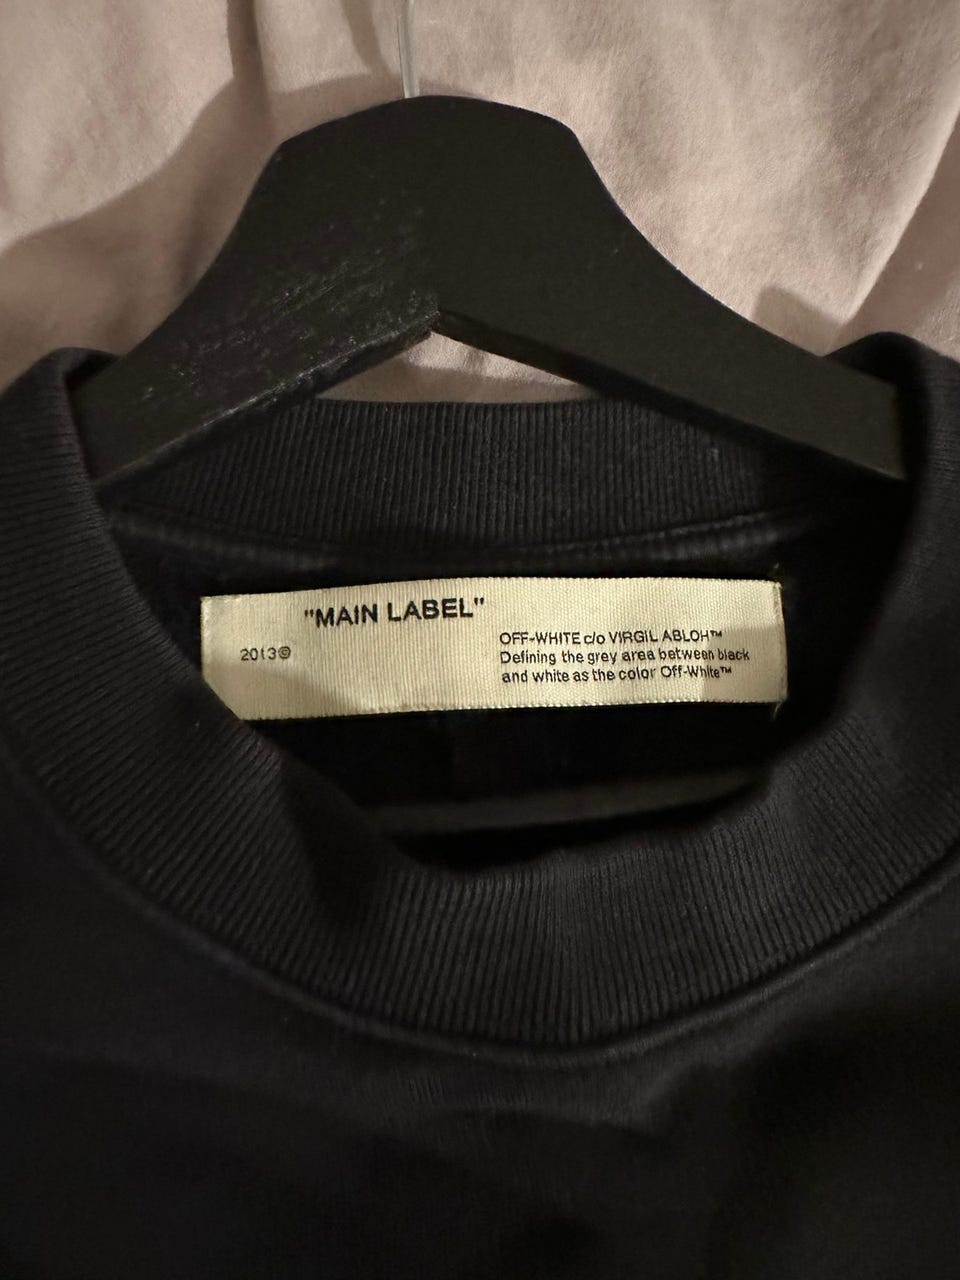 "MAIN LABEL"
2013©
OFF-WHITE c/o VIRGIL ABLOH™
Defining the grey area between black
and white as the color Off-White™